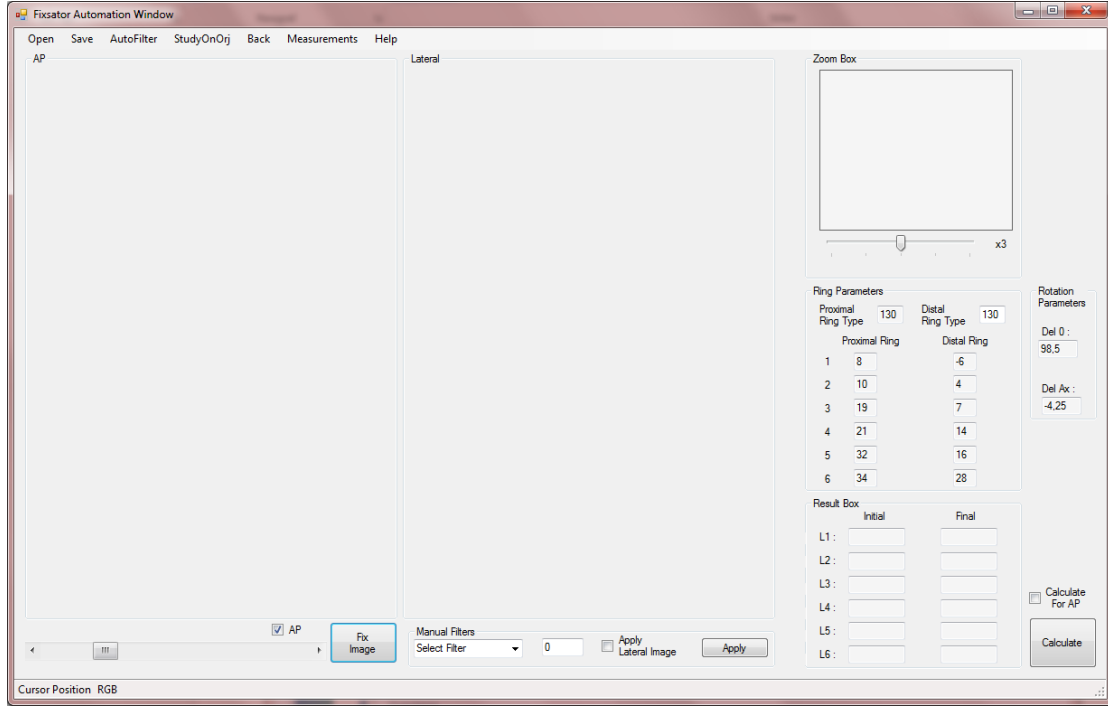 Fixsator Automation Window
Open Save AutoFilter StudyOnOrj Back Measurements Help
AP
Lateral
Zoom Box
x3
Ring Parameters
Proximal
Ring Type 130
Distal
Ring Type 130
Proximal Ring Distal Ring
1 8 -6
2 10 4
3 19 7
4 21 14
5 32 16
6 34 28
Rotation
Parameters
Del 0 :
98,5
Del Ax :
-4,25
Result Box
Initial Final
L1 :
L2 :
L3 :
L4 :
L5 :
L6 :
Calculate
For AP
Calculate
AP
Fix
Image
Manual Filters
Select Filter 0
Apply
Lateral Image
Apply
Cursor Position RGB